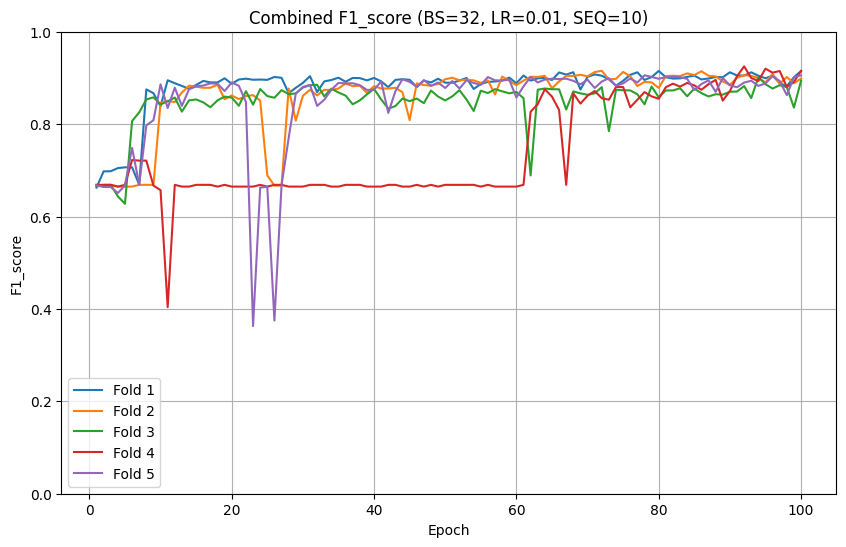 Combined F1_score (BS=32, LR=0.01, SEQ=10)
1.0
0.8
0.6
0.4
0.2
0.0
F1_score
Fold 1
Fold 2
Fold 3
Fold 4
Fold 5
0 20 40 60 80 100
Epoch